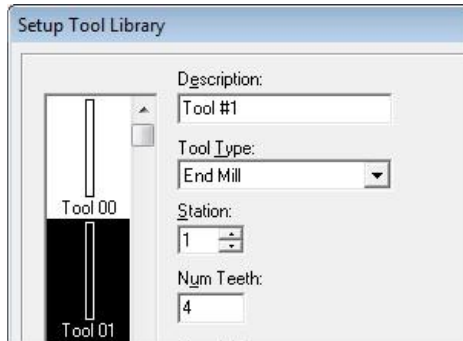 Setup Tool Library
Description:
Tool #1
Tool Type:
End Mill
Tool 00
Station:
1
Num Teeth:
4
Tool 01